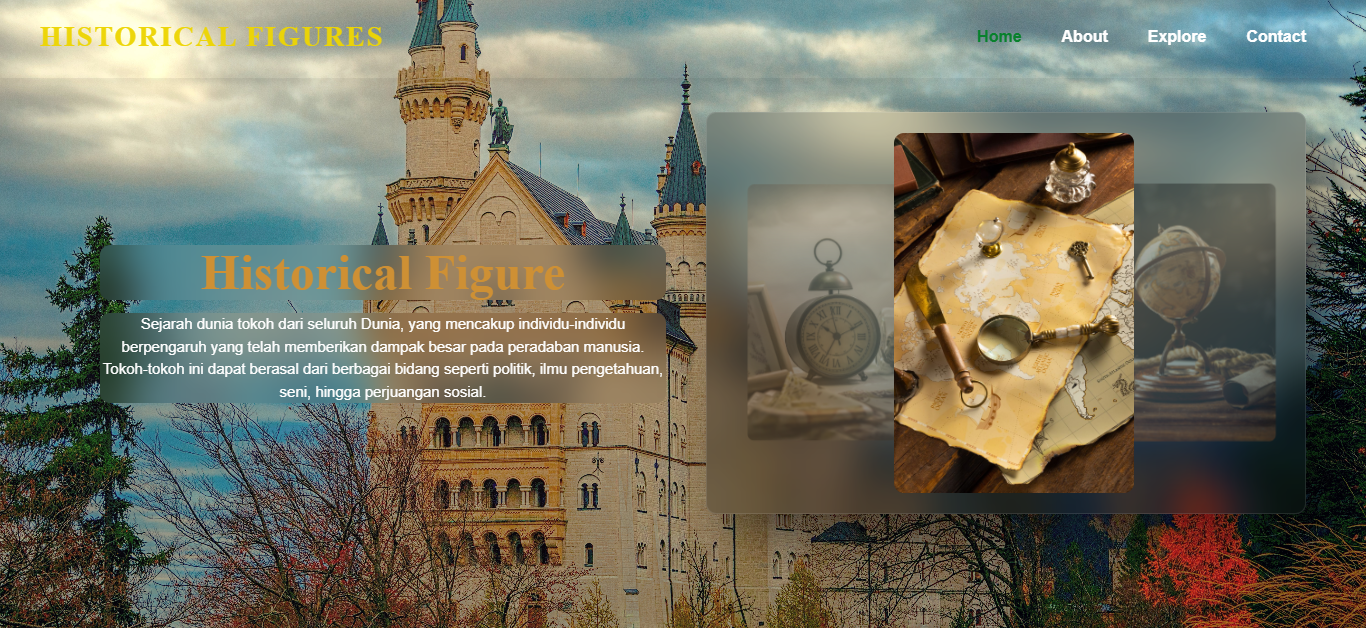 HISTORICAL FIGURES
Home
About
Explore
Contact
Historical Figure
Sejarah dunia tokoh dari seluruh Dunia, yang mencakup individu-individu
berpengaruh yang telah memberikan dampak besar pada peradaban manusia.
Tokoh-tokoh ini dapat berasal dari berbagai bidang seperti politik, ilmu pengetahuan,
seni, hingga perjuangan sosial.